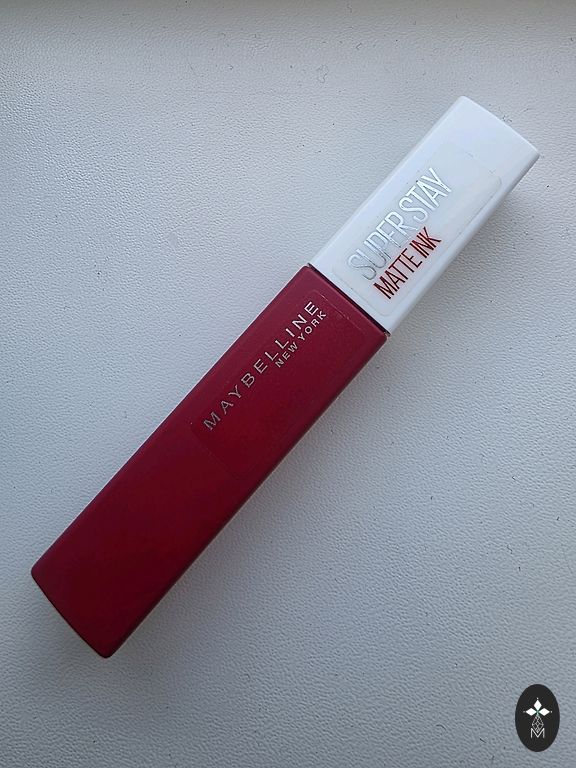 SUPER STAY
MATTE INK
MAYBELLINE
NEW YORK
M